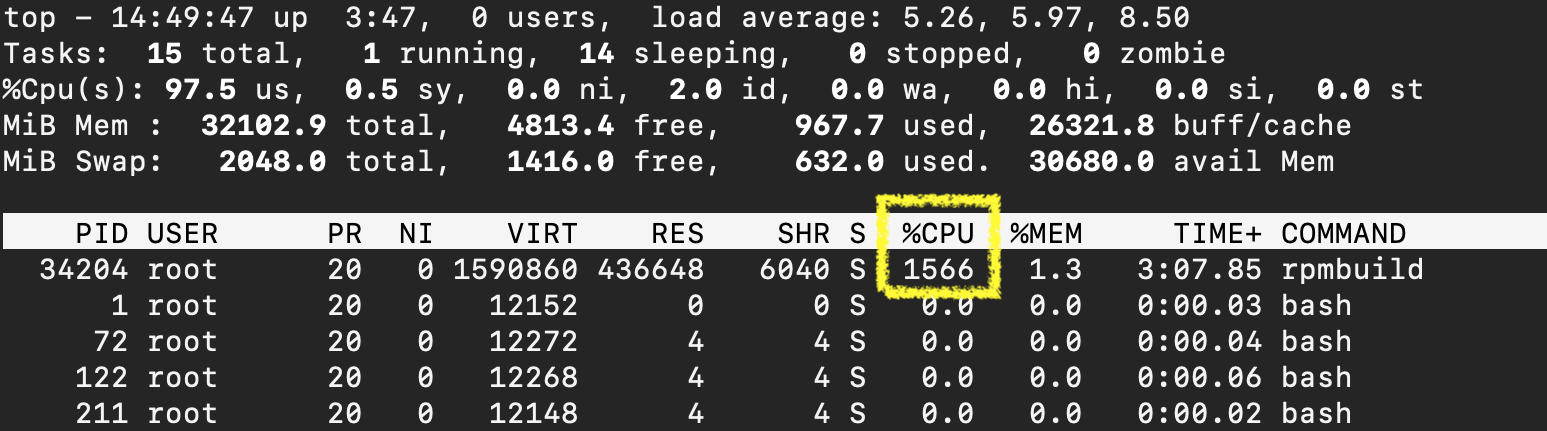 top - 14:49:47 up  3:47,  0 users,  load average: 5.26, 5.97, 8.50
Tasks:  15 total,   1 running,  14 sleeping,   0 stopped,   0 zombie
%Cpu(s): 97.5 us,  0.5 sy,  0.0 ni,  2.0 id,  0.0 wa,  0.0 hi,  0.0 si,  0.0 st
MiB Mem :  32102.9 total,   4813.4 free,    967.7 used,  26321.8 buff/cache
MiB Swap:   2048.0 total,   1416.0 free,    632.0 used.  30680.0 avail Mem
PID USER      PR  NI    VIRT    RES    SHR S  %CPU  %MEM     TIME+ COMMAND
34204 root      20   0 1590860 436648   6040 S  1566   1.3   3:07.85 rpmbuild
1 root      20   0   12152      0      0 S   0.0   0.0   0:00.03 bash
72 root      20   0   12272      4      4 S   0.0   0.0   0:00.04 bash
122 root      20   0   12268      4      4 S   0.0   0.0   0:00.06 bash
211 root      20   0   12148      4      4 S   0.0   0.0   0:00.02 bash